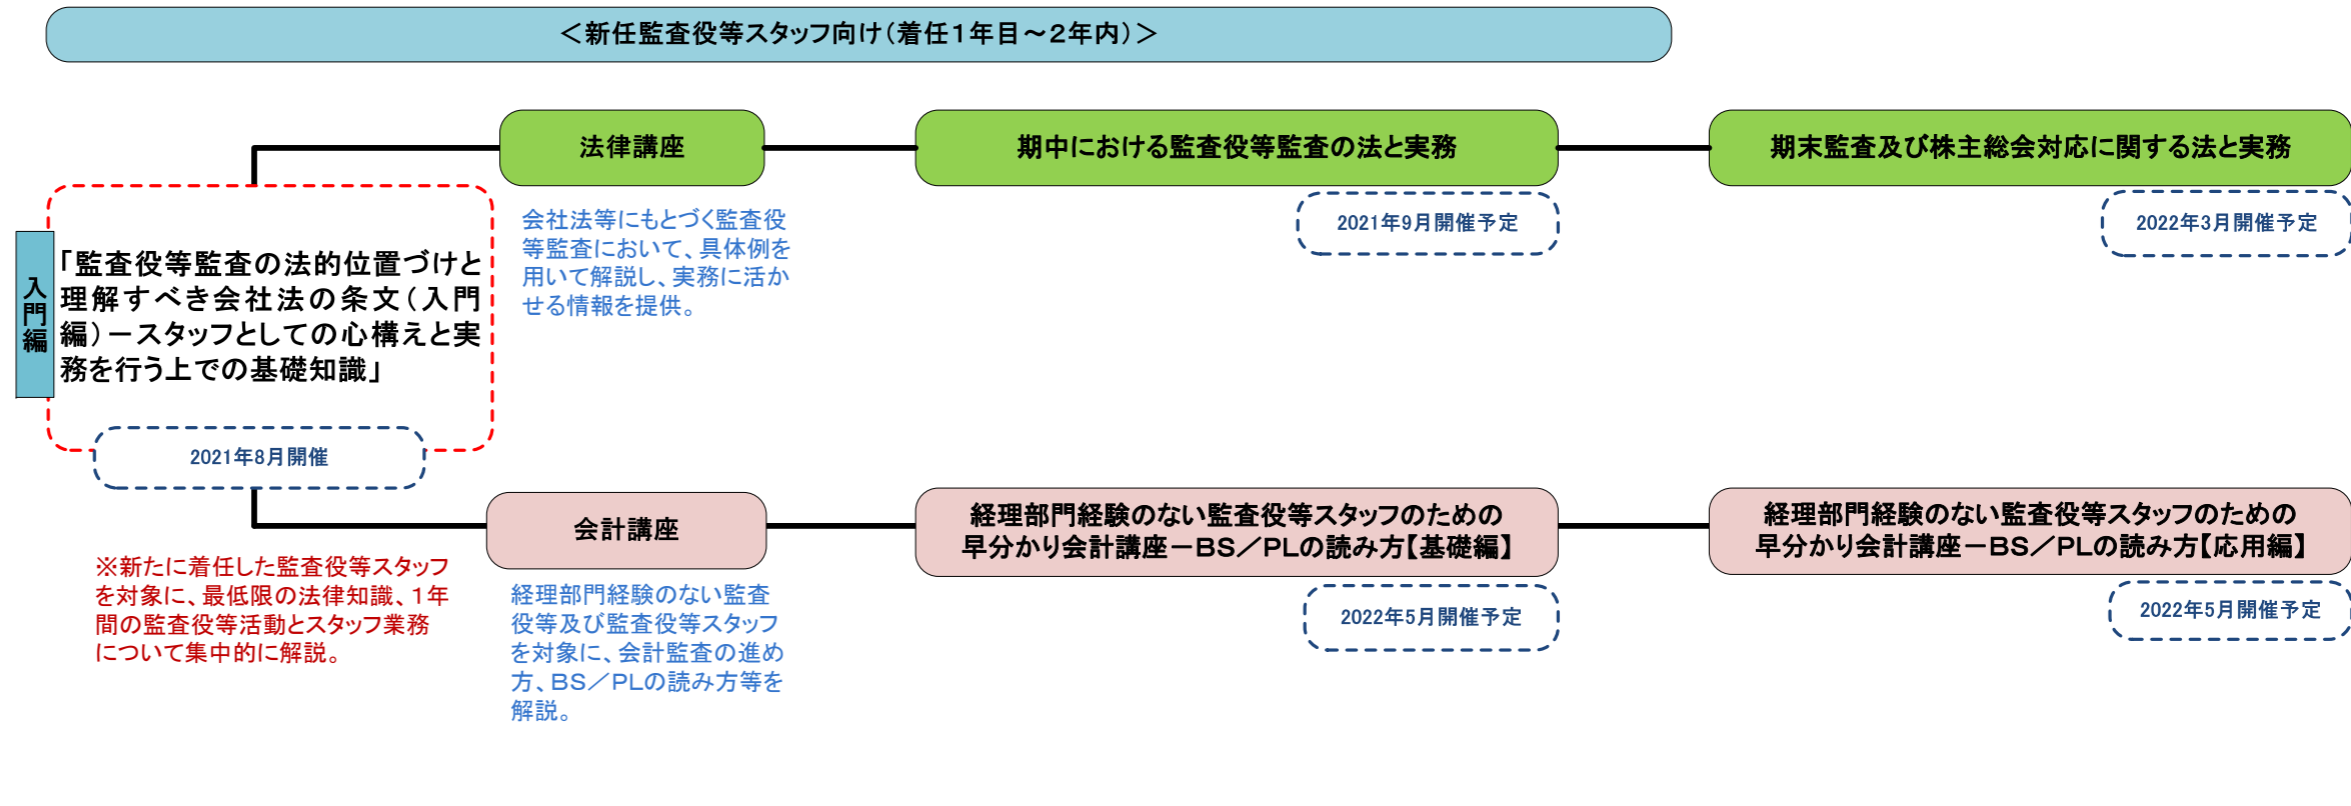 ＜新任監査役等スタッフ向け（着任１年目～２年内）＞
入門編
「監査役等監査の法的位置づけと
理解すべき会社法の条文（入門
編）－スタッフとしての心構えと実
務を行う上での基礎知識」
2021年8月開催
※新たに着任した監査役等スタッフ
を対象に、最低限の法律知識、１年
間の監査役等活動とスタッフ業務
について集中的に解説。
法律講座
会社法等にもとづく監査役
等監査において、具体例を
用いて解説し、実務に活か
せる情報を提供。
期中における監査役等監査の法と実務
2021年9月開催予定
期末監査及び株主総会対応に関する法と実務
2022年3月開催予定
会計講座
経理部門経験のない監査
役等及び監査役等スタッフ
を対象に、会計監査の進め
方、ＢＳ／ＰＬの読み方等を
解説。
経理部門経験のない監査役等スタッフのための
早分かり会計講座－ＢＳ／ＰＬの読み方【基礎編】
2022年5月開催予定
経理部門経験のない監査役等スタッフのための
早分かり会計講座－ＢＳ／ＰＬの読み方【応用編】
2022年5月開催予定